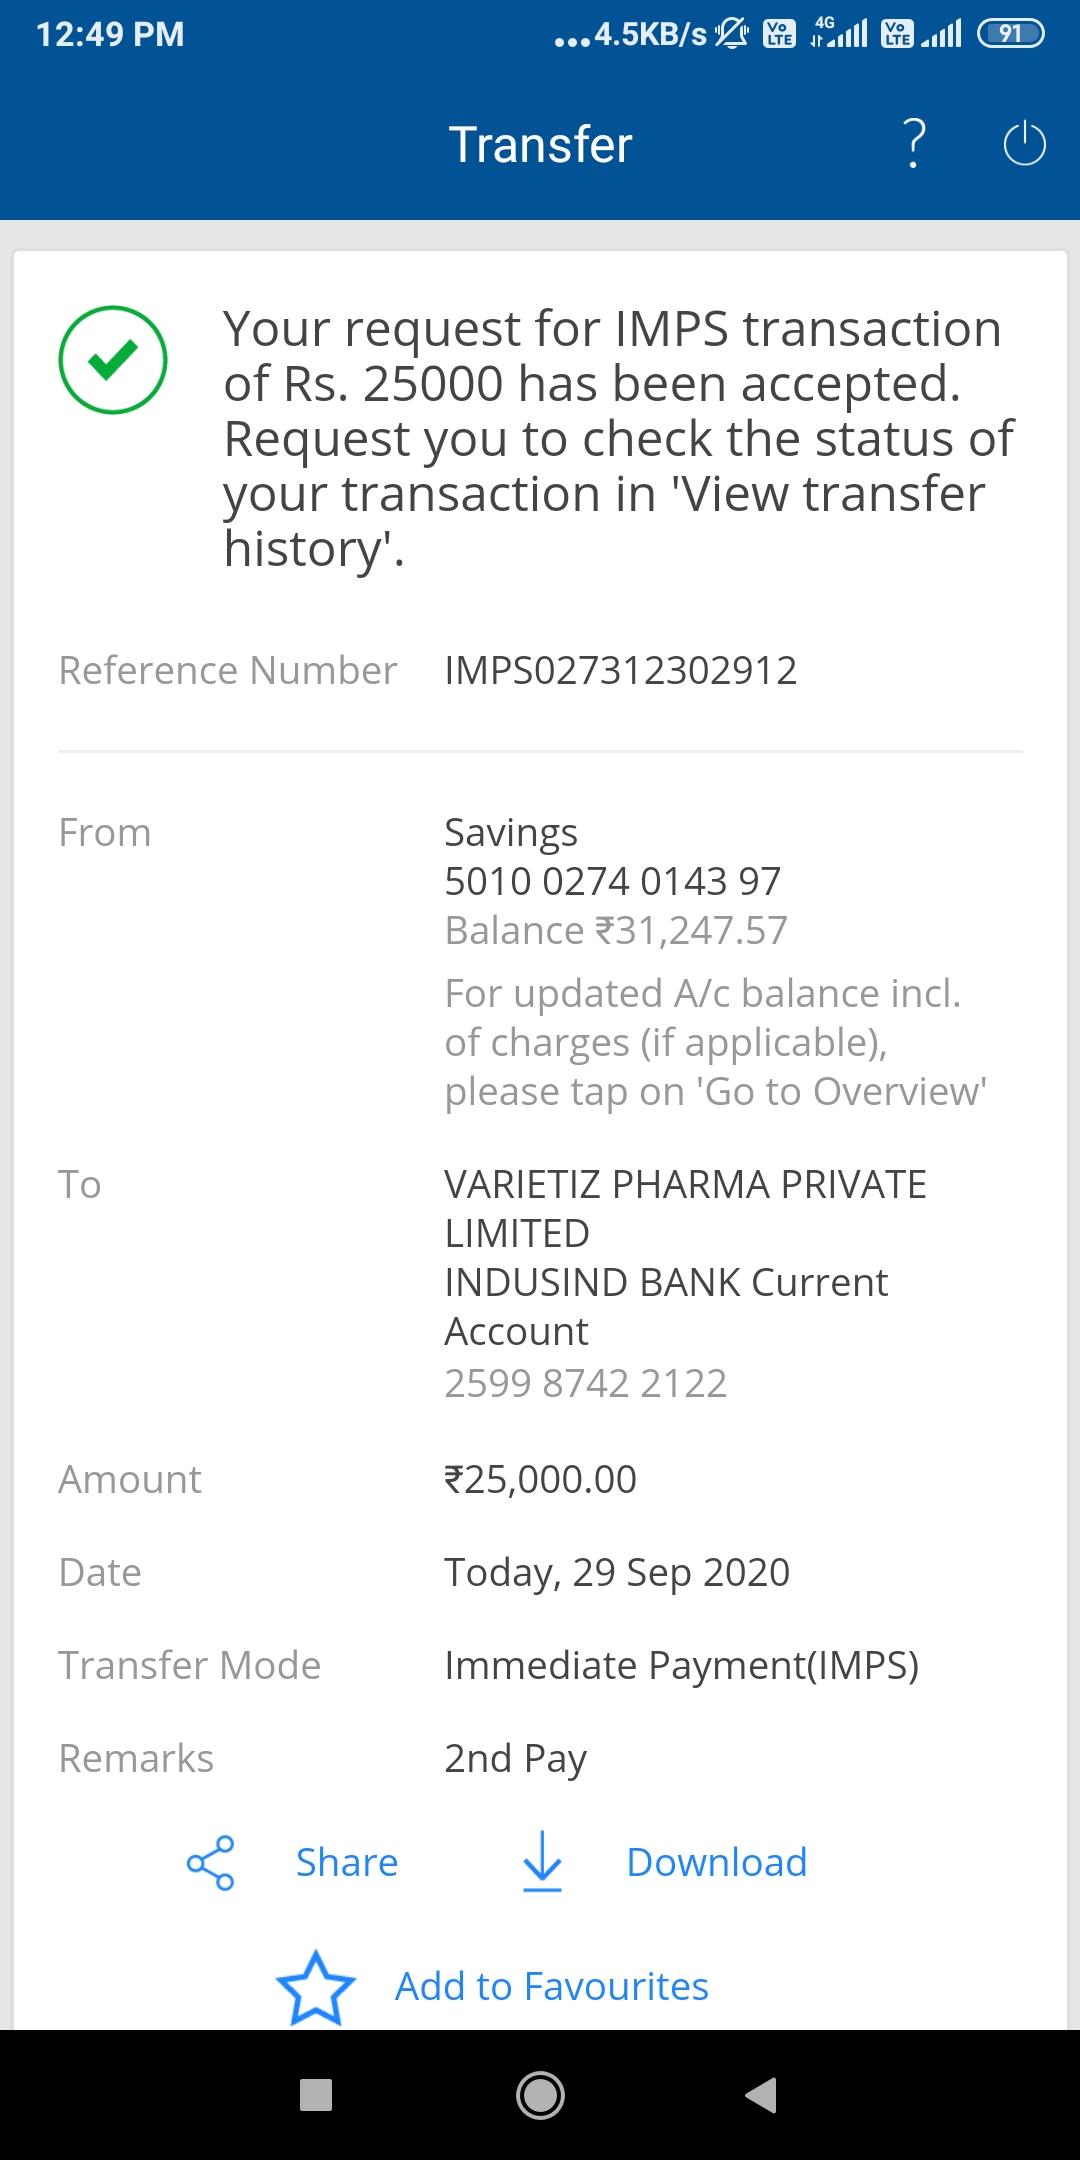 12:49 PM ...4.5KB/s Vo LTE 4G Vo LTE 91
Transfer ?
Your request for IMPS transaction
of Rs. 25000 has been accepted.
Request you to check the status of
your transaction in 'View transfer
history'.
Reference Number IMPS027312302912
From Savings
5010 0274 0143 97
Balance ₹31,247.57
For updated A/c balance incl.
of charges (if applicable),
please tap on 'Go to Overview'
To VARIETIZ PHARMA PRIVATE
LIMITED
INDUSIND BANK Current
Account
2599 8742 2122
Amount ₹25,000.00
Date Today, 29 Sep 2020
Transfer Mode Immediate Payment(IMPS)
Remarks 2nd Pay
Share Download
Add to Favourites